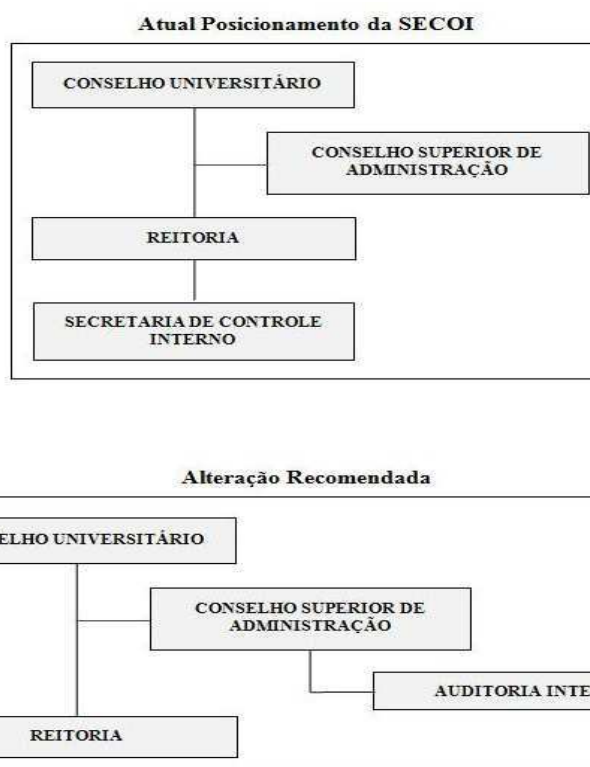 Atual Posicionamento da SECOI
CONSELHO UNIVERSITÁRIO
CONSELHO SUPERIOR DE
ADMINISTRAÇÃO
REITORIA
SECRETARIA DE CONTROLE
INTERNO
Alteração Recomendada
ELHO UNIVERSITÁRIO
CONSELHO SUPERIOR DE
ADMINISTRAÇÃO
AUDITORIA INTE
REITORIA